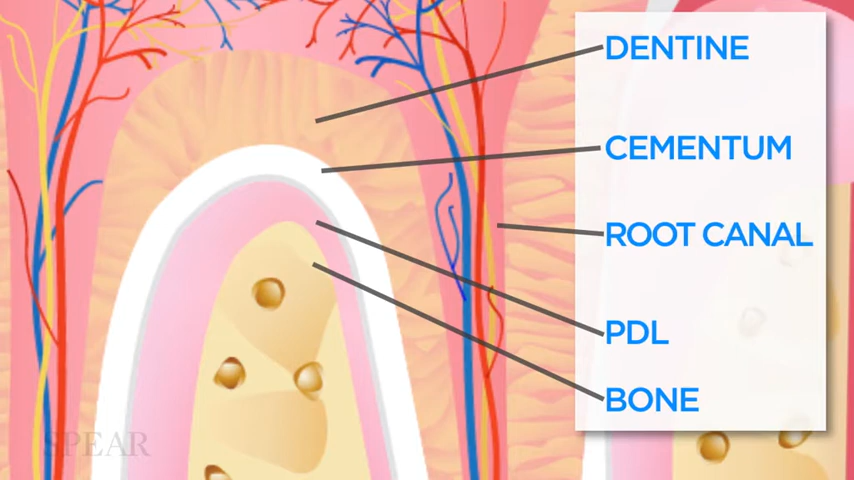 DENTINE
CEMENTUM
ROOT CANAL
PDL
BONE
SPEAR